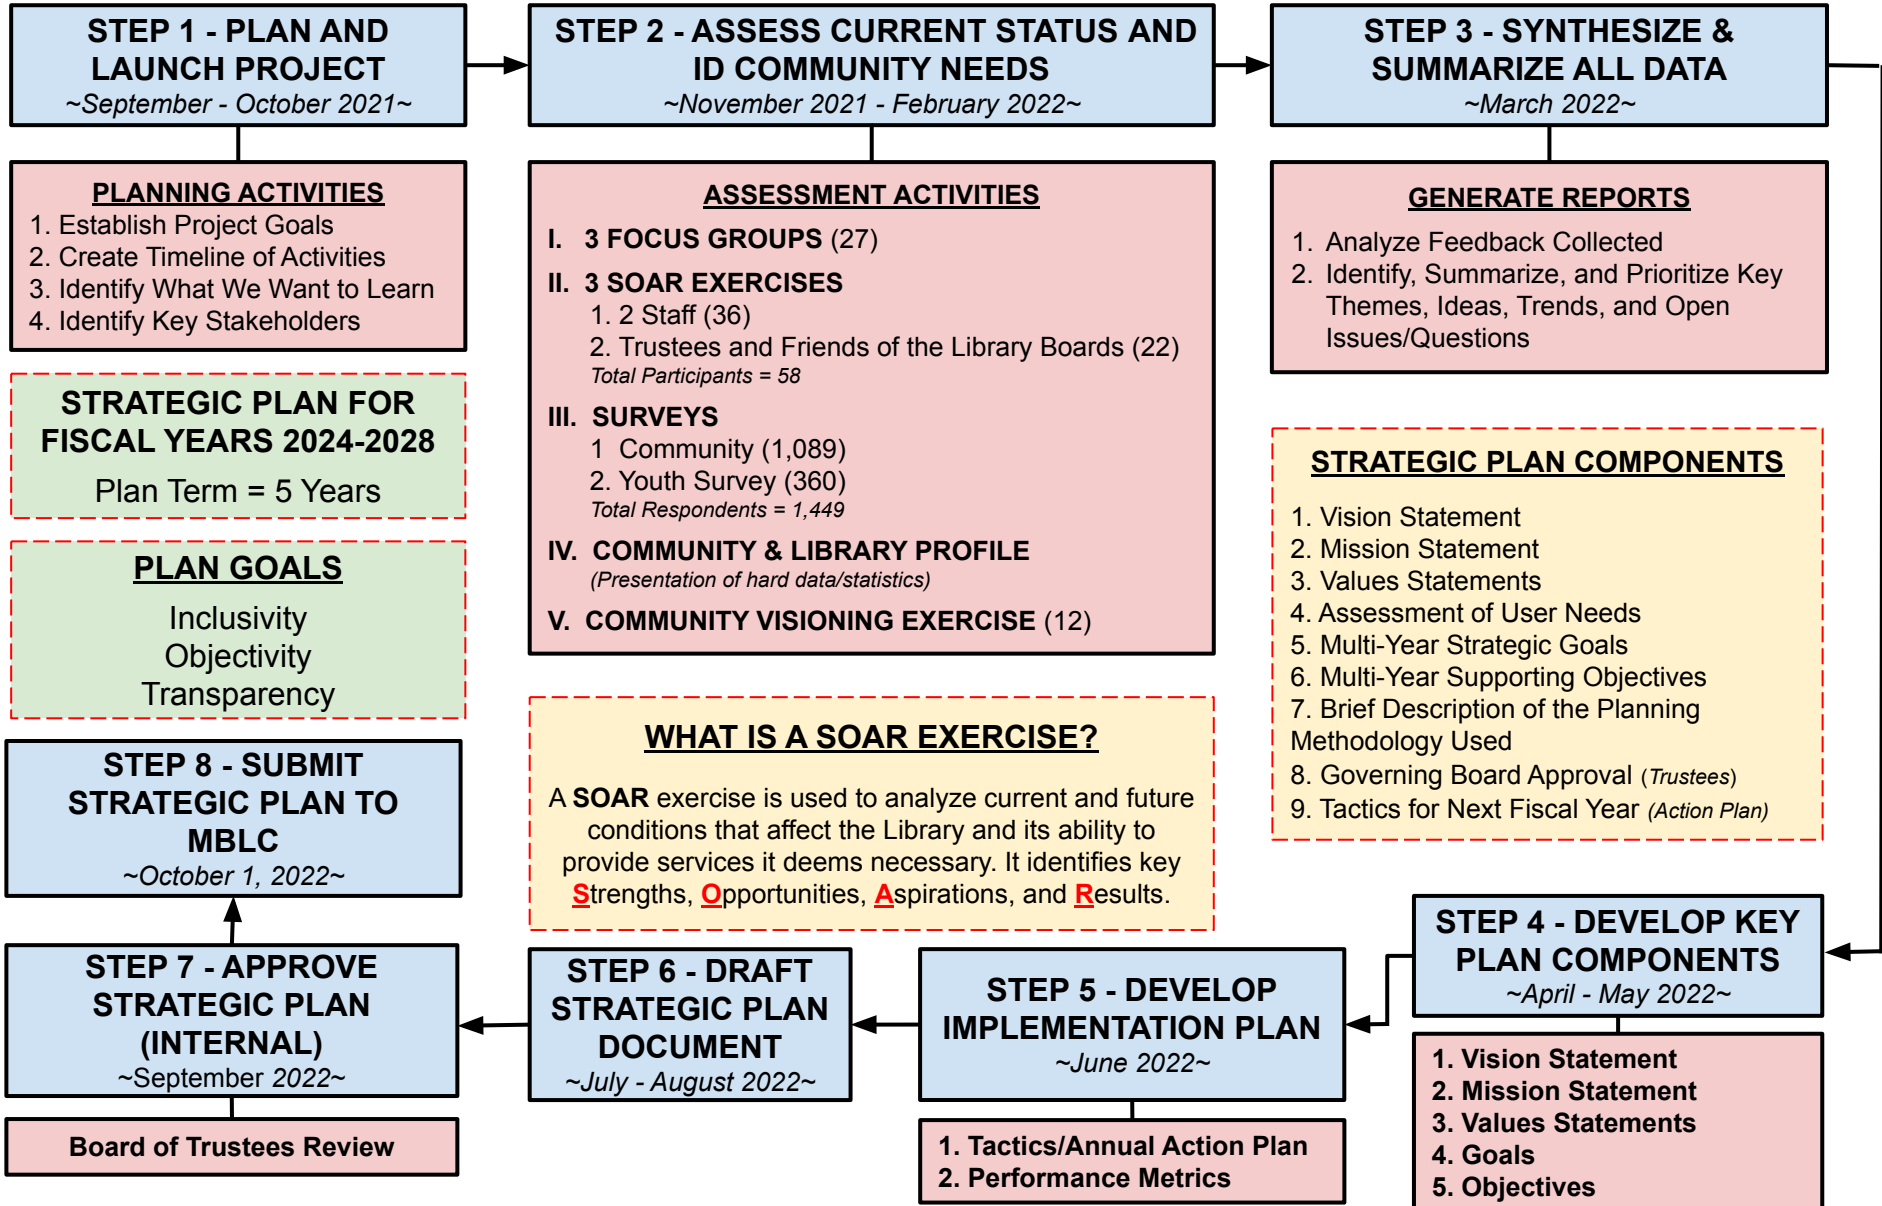 STEP 1 - PLAN AND
LAUNCH PROJECT
~September - October 2021~
PLANNING ACTIVITIES
1. Establish Project Goals
2. Create Timeline of Activities
3. Identify What We Want to Learn
4. Identify Key Stakeholders
STEP 2 - ASSESS CURRENT STATUS AND
ID COMMUNITY NEEDS
~November 2021 - February 2022~
ASSESSMENT ACTIVITIES
I. 3 FOCUS GROUPS (27)
II. 3 SOAR EXERCISES
1. 2 Staff (36)
2. Trustees and Friends of the Library Boards (22)
Total Participants = 58
III. SURVEYS
1 Community (1,089)
2. Youth Survey (360)
Total Respondents = 1,449
IV. COMMUNITY & LIBRARY PROFILE
(Presentation of hard data/statistics)
V. COMMUNITY VISIONING EXERCISE (12)
STEP 3 - SYNTHESIZE &
SUMMARIZE ALL DATA
~March 2022~
GENERATE REPORTS
1. Analyze Feedback Collected
2. Identify, Summarize, and Prioritize Key
Themes, Ideas, Trends, and Open
Issues/Questions
STRATEGIC PLAN FOR
FISCAL YEARS 2024-2028
Plan Term = 5 Years
PLAN GOALS
Inclusivity
Objectivity
Transparency
STRATEGIC PLAN COMPONENTS
1. Vision Statement
2. Mission Statement
3. Values Statements
4. Assessment of User Needs
5. Multi-Year Strategic Goals
6. Multi-Year Supporting Objectives
7. Brief Description of the Planning
Methodology Used
8. Governing Board Approval (Trustees)
9. Tactics for Next Fiscal Year (Action Plan)
WHAT IS A SOAR EXERCISE?
A SOAR exercise is used to analyze current and future
conditions that affect the Library and its ability to
provide services it deems necessary. It identifies key
Strengths, Opportunities, Aspirations, and Results.
STEP 4 - DEVELOP KEY
PLAN COMPONENTS
~April - May 2022~
1. Vision Statement
2. Mission Statement
3. Values Statements
4. Goals
5. Objectives
STEP 5 - DEVELOP
IMPLEMENTATION PLAN
~June 2022~
1. Tactics/Annual Action Plan
2. Performance Metrics
STEP 6 - DRAFT
STRATEGIC PLAN
DOCUMENT
~July - August 2022~
STEP 7 - APPROVE
STRATEGIC PLAN
(INTERNAL)
~September 2022~
Board of Trustees Review
STEP 8 - SUBMIT
STRATEGIC PLAN TO
MBLC
~October 1, 2022~